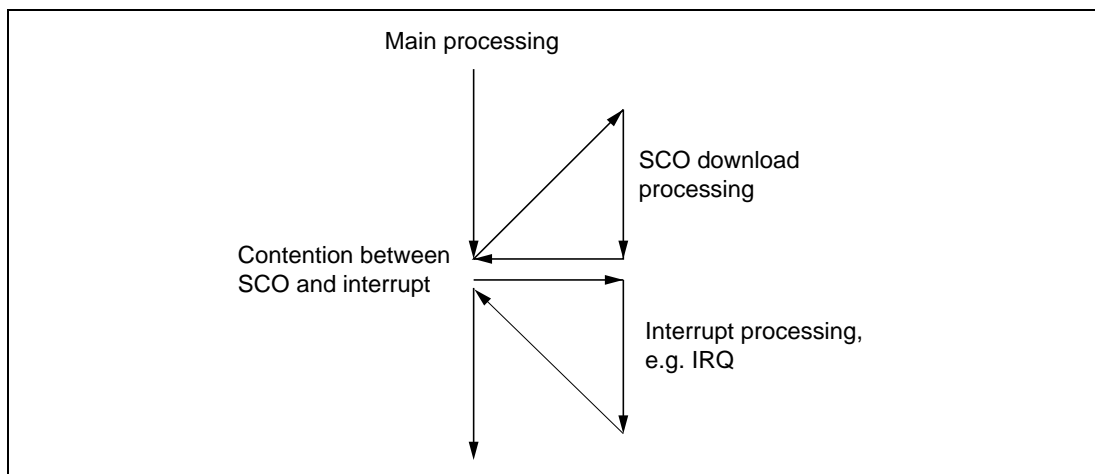 Main processing
SCO download
processing
Contention between
SCO and interrupt
Interrupt processing,
e.g. IRQ